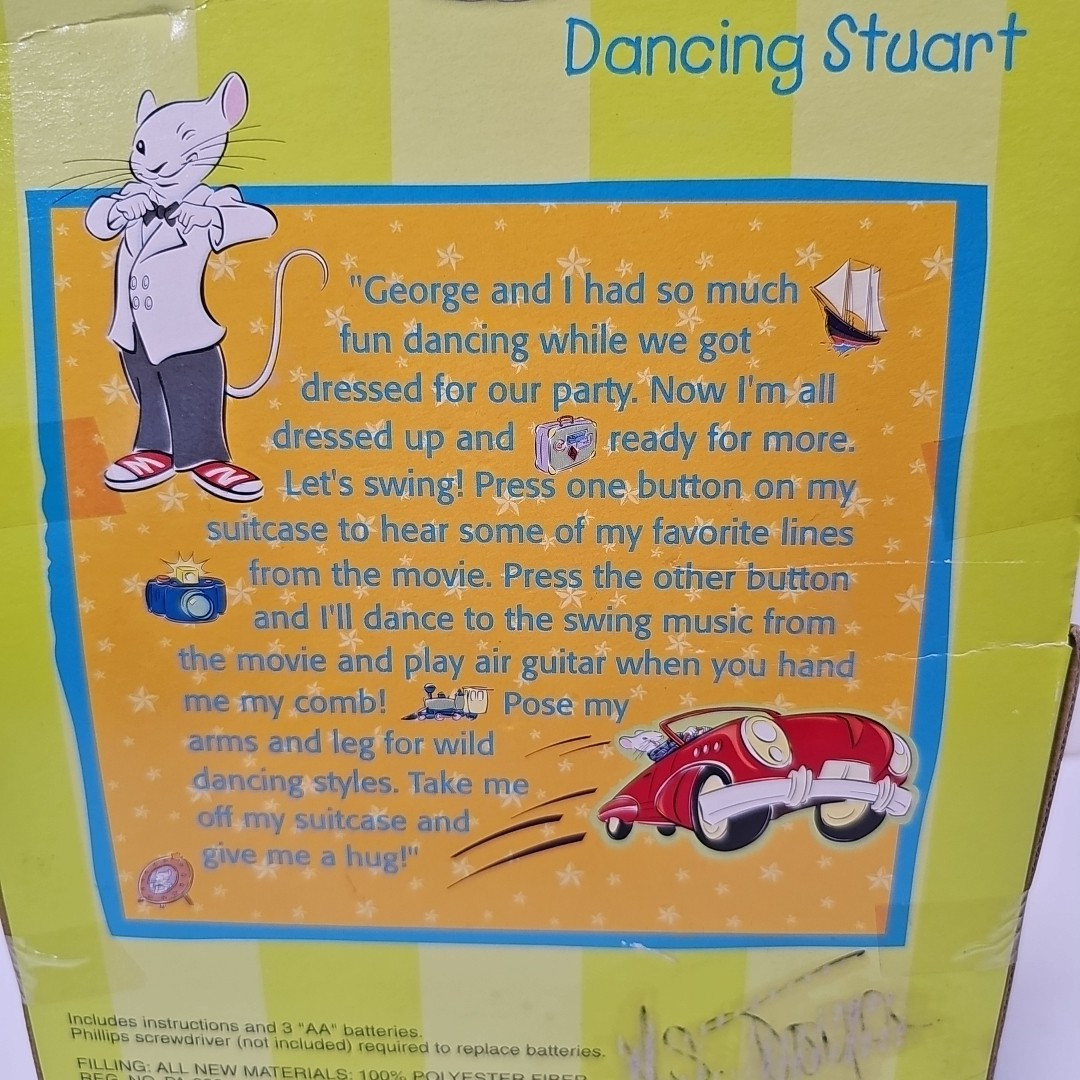 Dancing Stuart
"George and I had so much
fun dancing while we got
dressed for our party. Now I'm all
dressed up and ready for more.
Let's swing! Press one button on my
suitcase to hear some of my favorite lines
from the movie. Press the other button
and I'll dance to the swing music from
the movie and play air guitar when you hand
me my comb! Pose my
arms and leg for wild
dancing styles. Take me
off my suitcase and
give me a hug!"
Includes instructions and 3 "AA" batteries.
Phillips screwdriver (not included) required to replace batteries.
FILLING: ALL NEW MATERIALS: 100% POLYESTER FIBER
REG. NO. PA